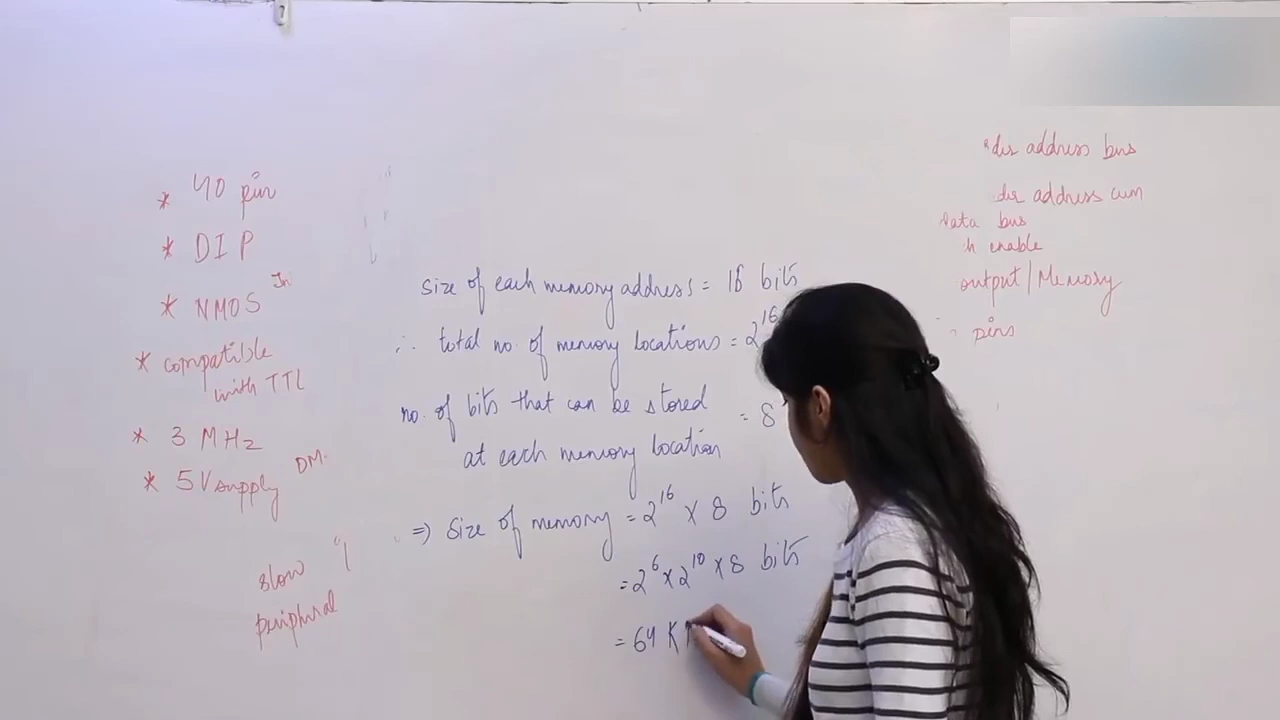 * 40 pin
* DIP
* NMOS In
* compatible
with TTL
* 3 MHz
* 5V supply DM.
slow
peripheral
size of each memory address = 16 bits
∴ total no. of memory locations = 2^16
no. of bits that can be stored
at each memory location = 8
⇒ size of memory = 2^16 × 8 bits
= 2^6 × 2^10 × 8 bits
= 64 K
address bus
address cum
data bus
enable
output/Memory
pins